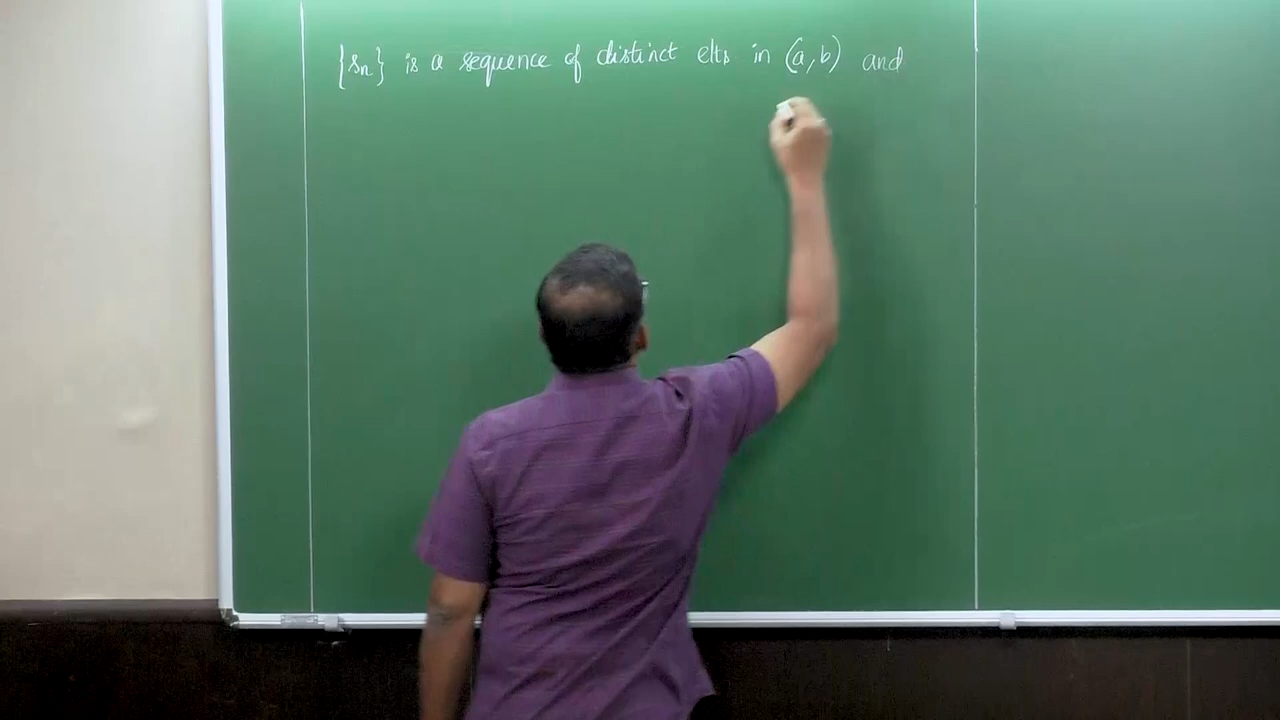 {sₙ} is a sequence of distinct elts in (a,b) and